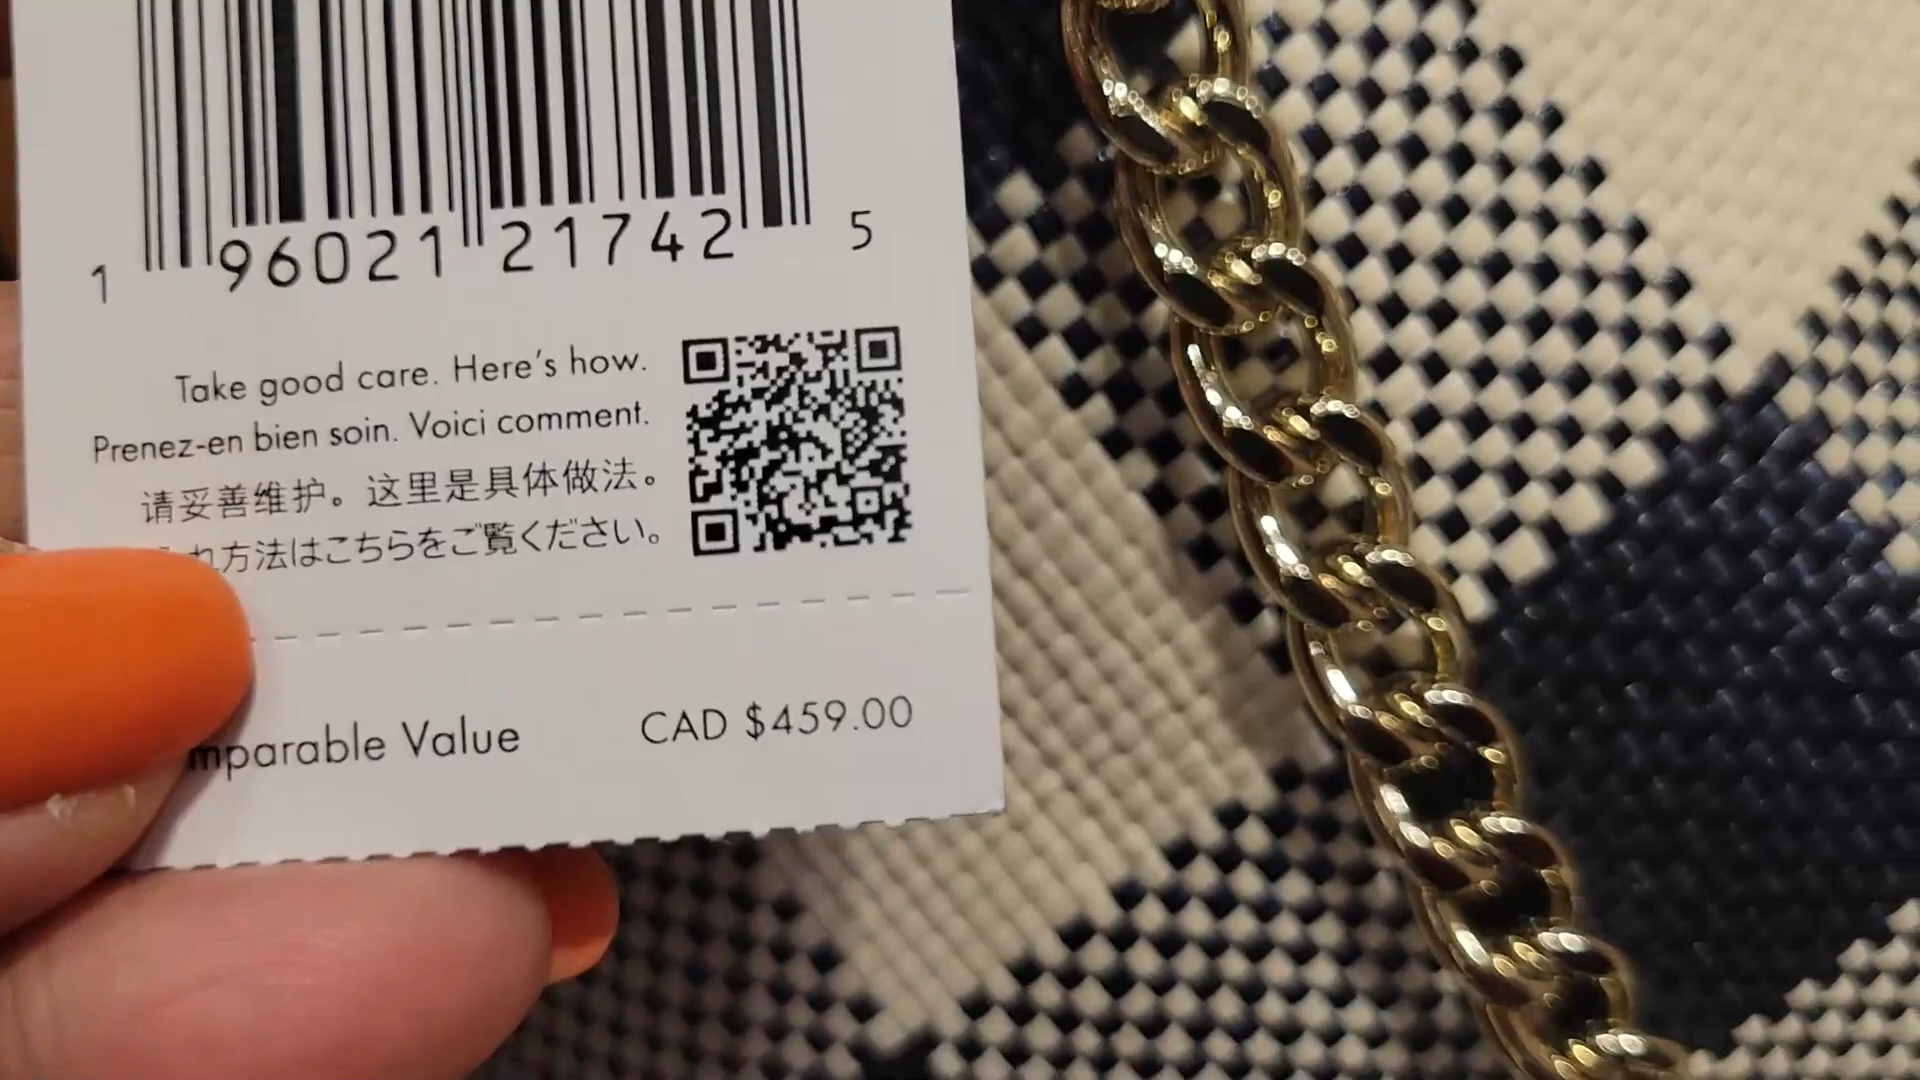 1 96021 21742 5
Take good care. Here's how.
Prenez-en bien soin. Voici comment.
请妥善维护。这里是具体做法。
れ方法はこちらをご覧ください。
mparable Value CAD $459.00